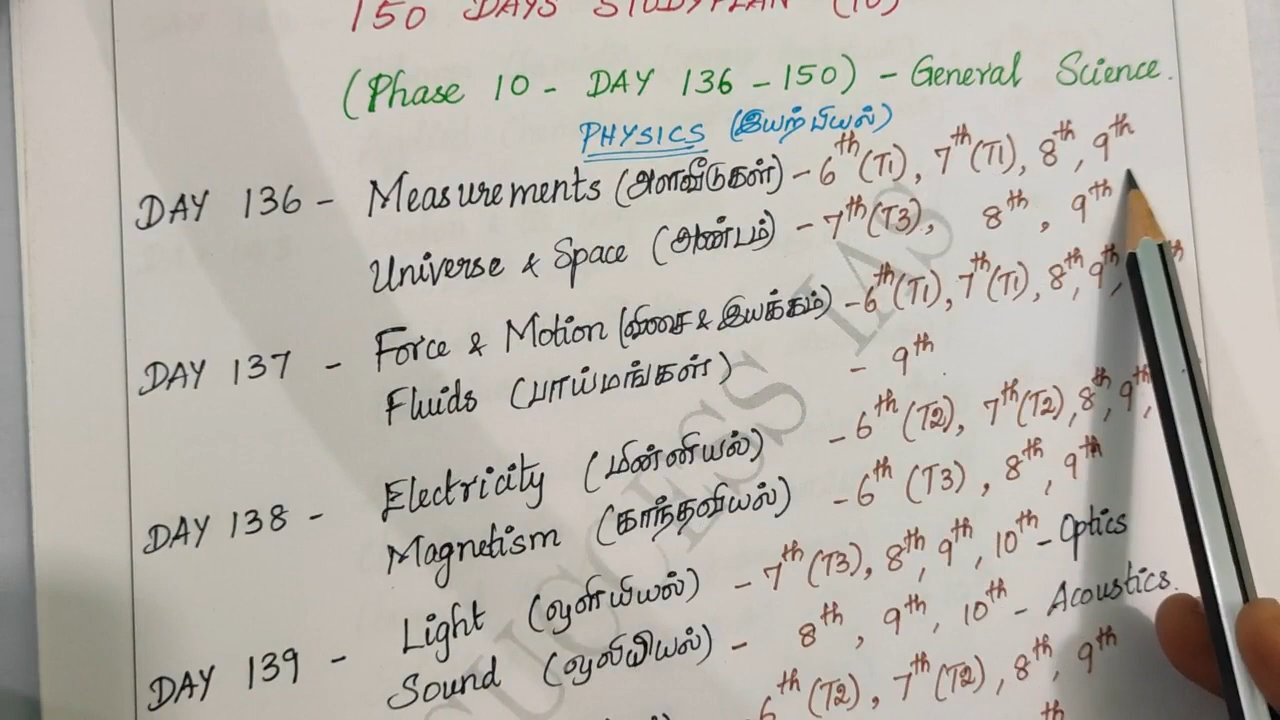 150 DAYS STUDYPLAN
(Phase 10 - DAY 136 - 150) - General Science.
PHYSICS (இயற்பியல்)
DAY 136 - Measurements (அளவீடுகள்) - 6th (T1), 7th (T1), 8th, 9th
Universe & Space (அண்டம்) - 7th (T3), 8th, 9th
DAY 137 - Force & Motion (விசை & இயக்கம்) - 6th (T1), 7th (T1), 8th, 9th,
Fluids (பாய்மங்கள்) - 9th
DAY 138 - Electricity (மின்னியல்) - 6th (T2), 7th (T2), 8th, 9th,
Magnetism (காந்தவியல்) - 6th (T3), 8th, 9th
DAY 139 - Light (ஒளியியல்) - 7th (T3), 8th, 9th, 10th - Optics
Sound (ஒலியியல்) - 8th, 9th, 10th - Acoustics.
6th (T2), 7th (T2), 8th, 9th
SUCCESS IAS